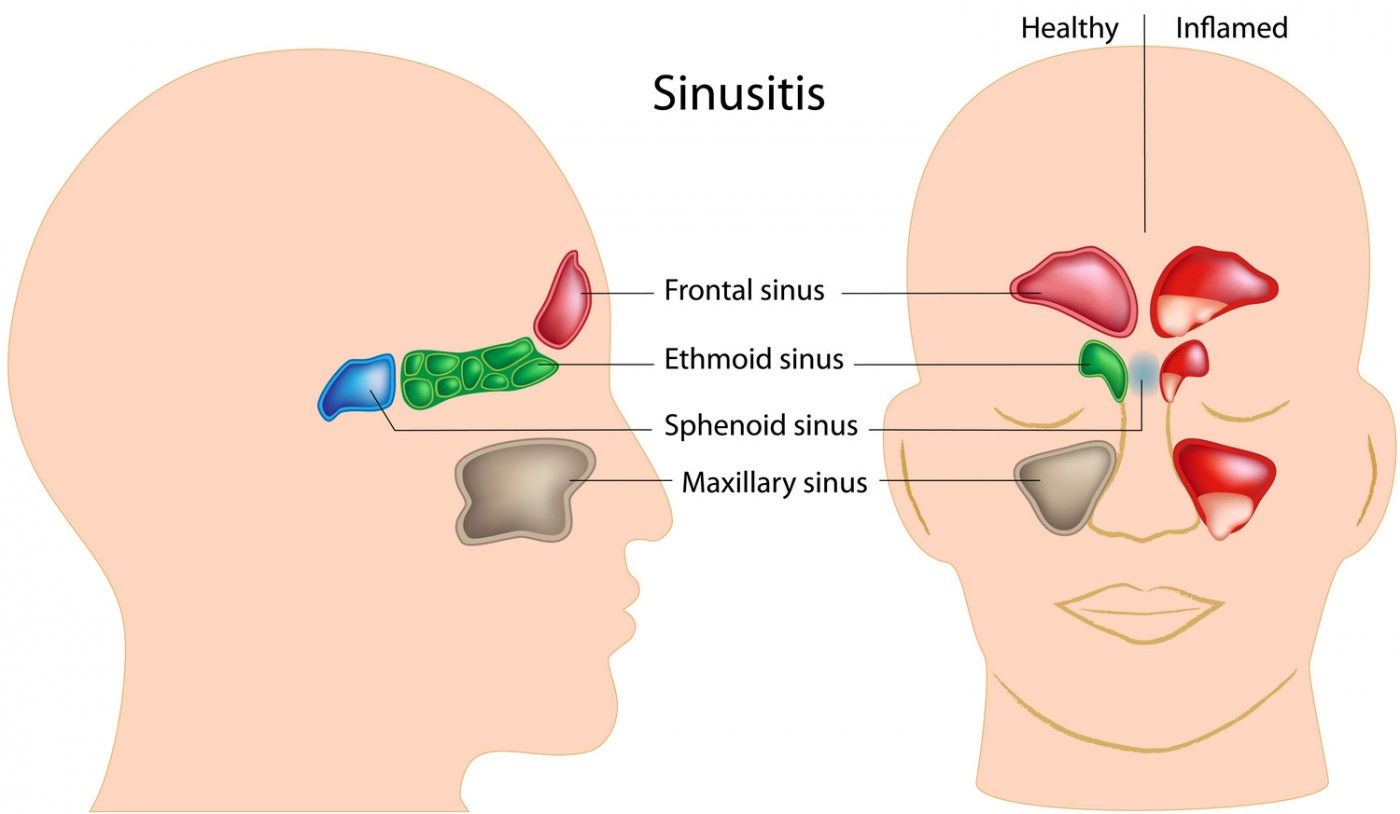 Healthy
Inflamed
Sinusitis
Frontal sinus
Ethmoid sinus
Sphenoid sinus
Maxillary sinus